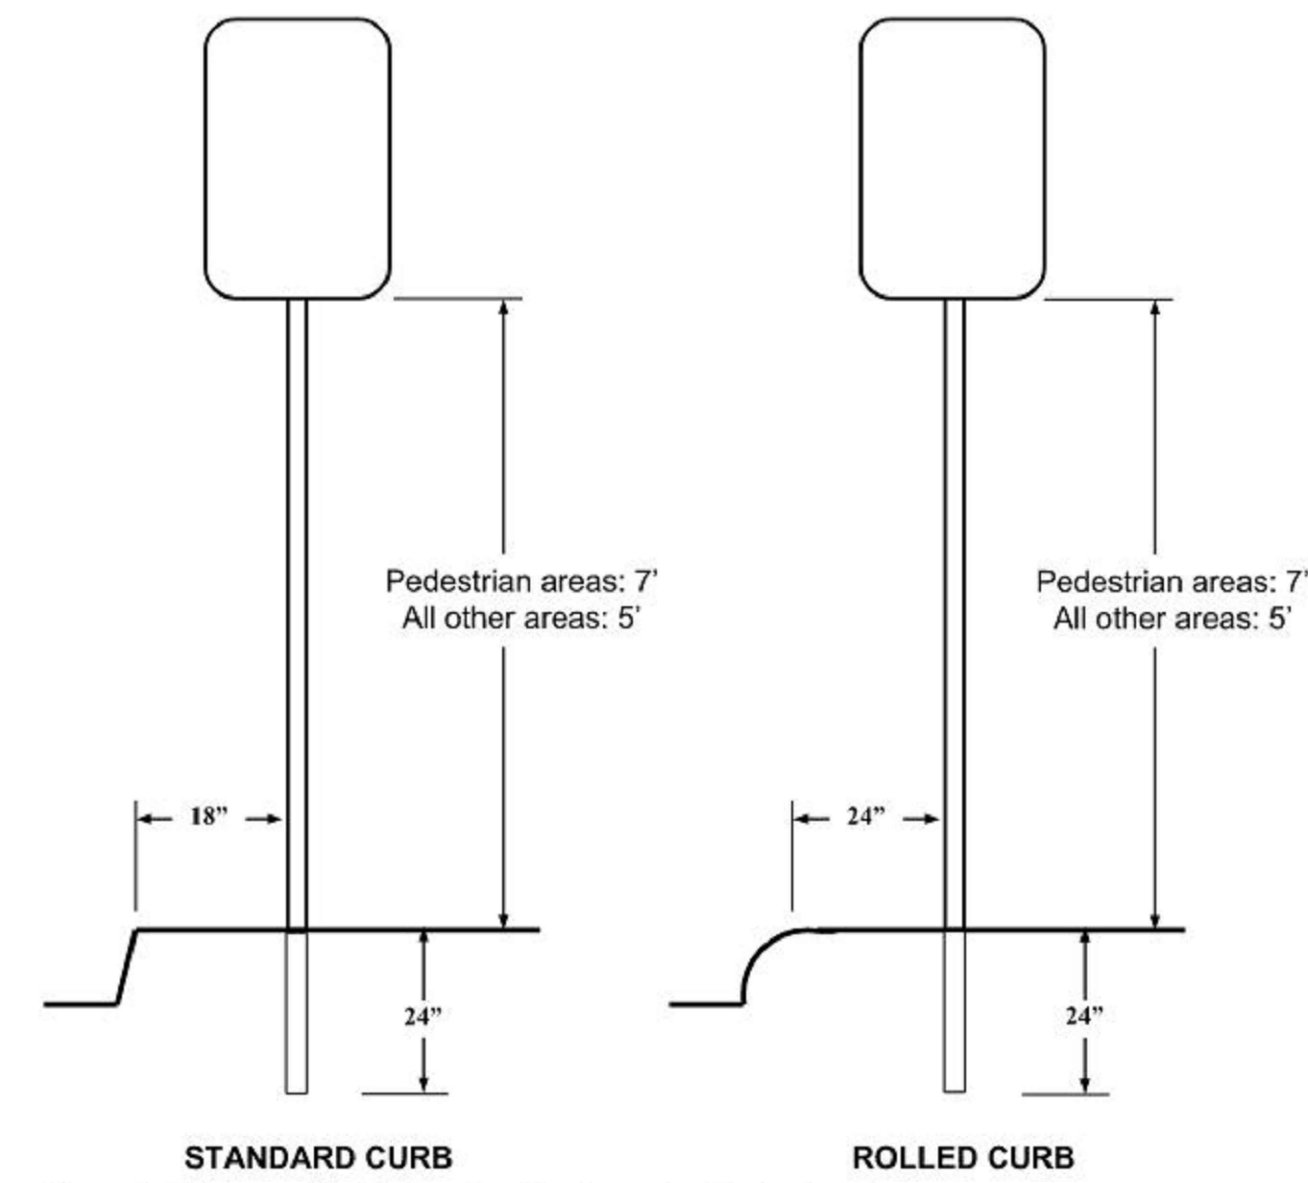 Pedestrian areas: 7’
All other areas: 5’
Pedestrian areas: 7’
All other areas: 5’
18”
24”
24”
24”
STANDARD CURB
ROLLED CURB